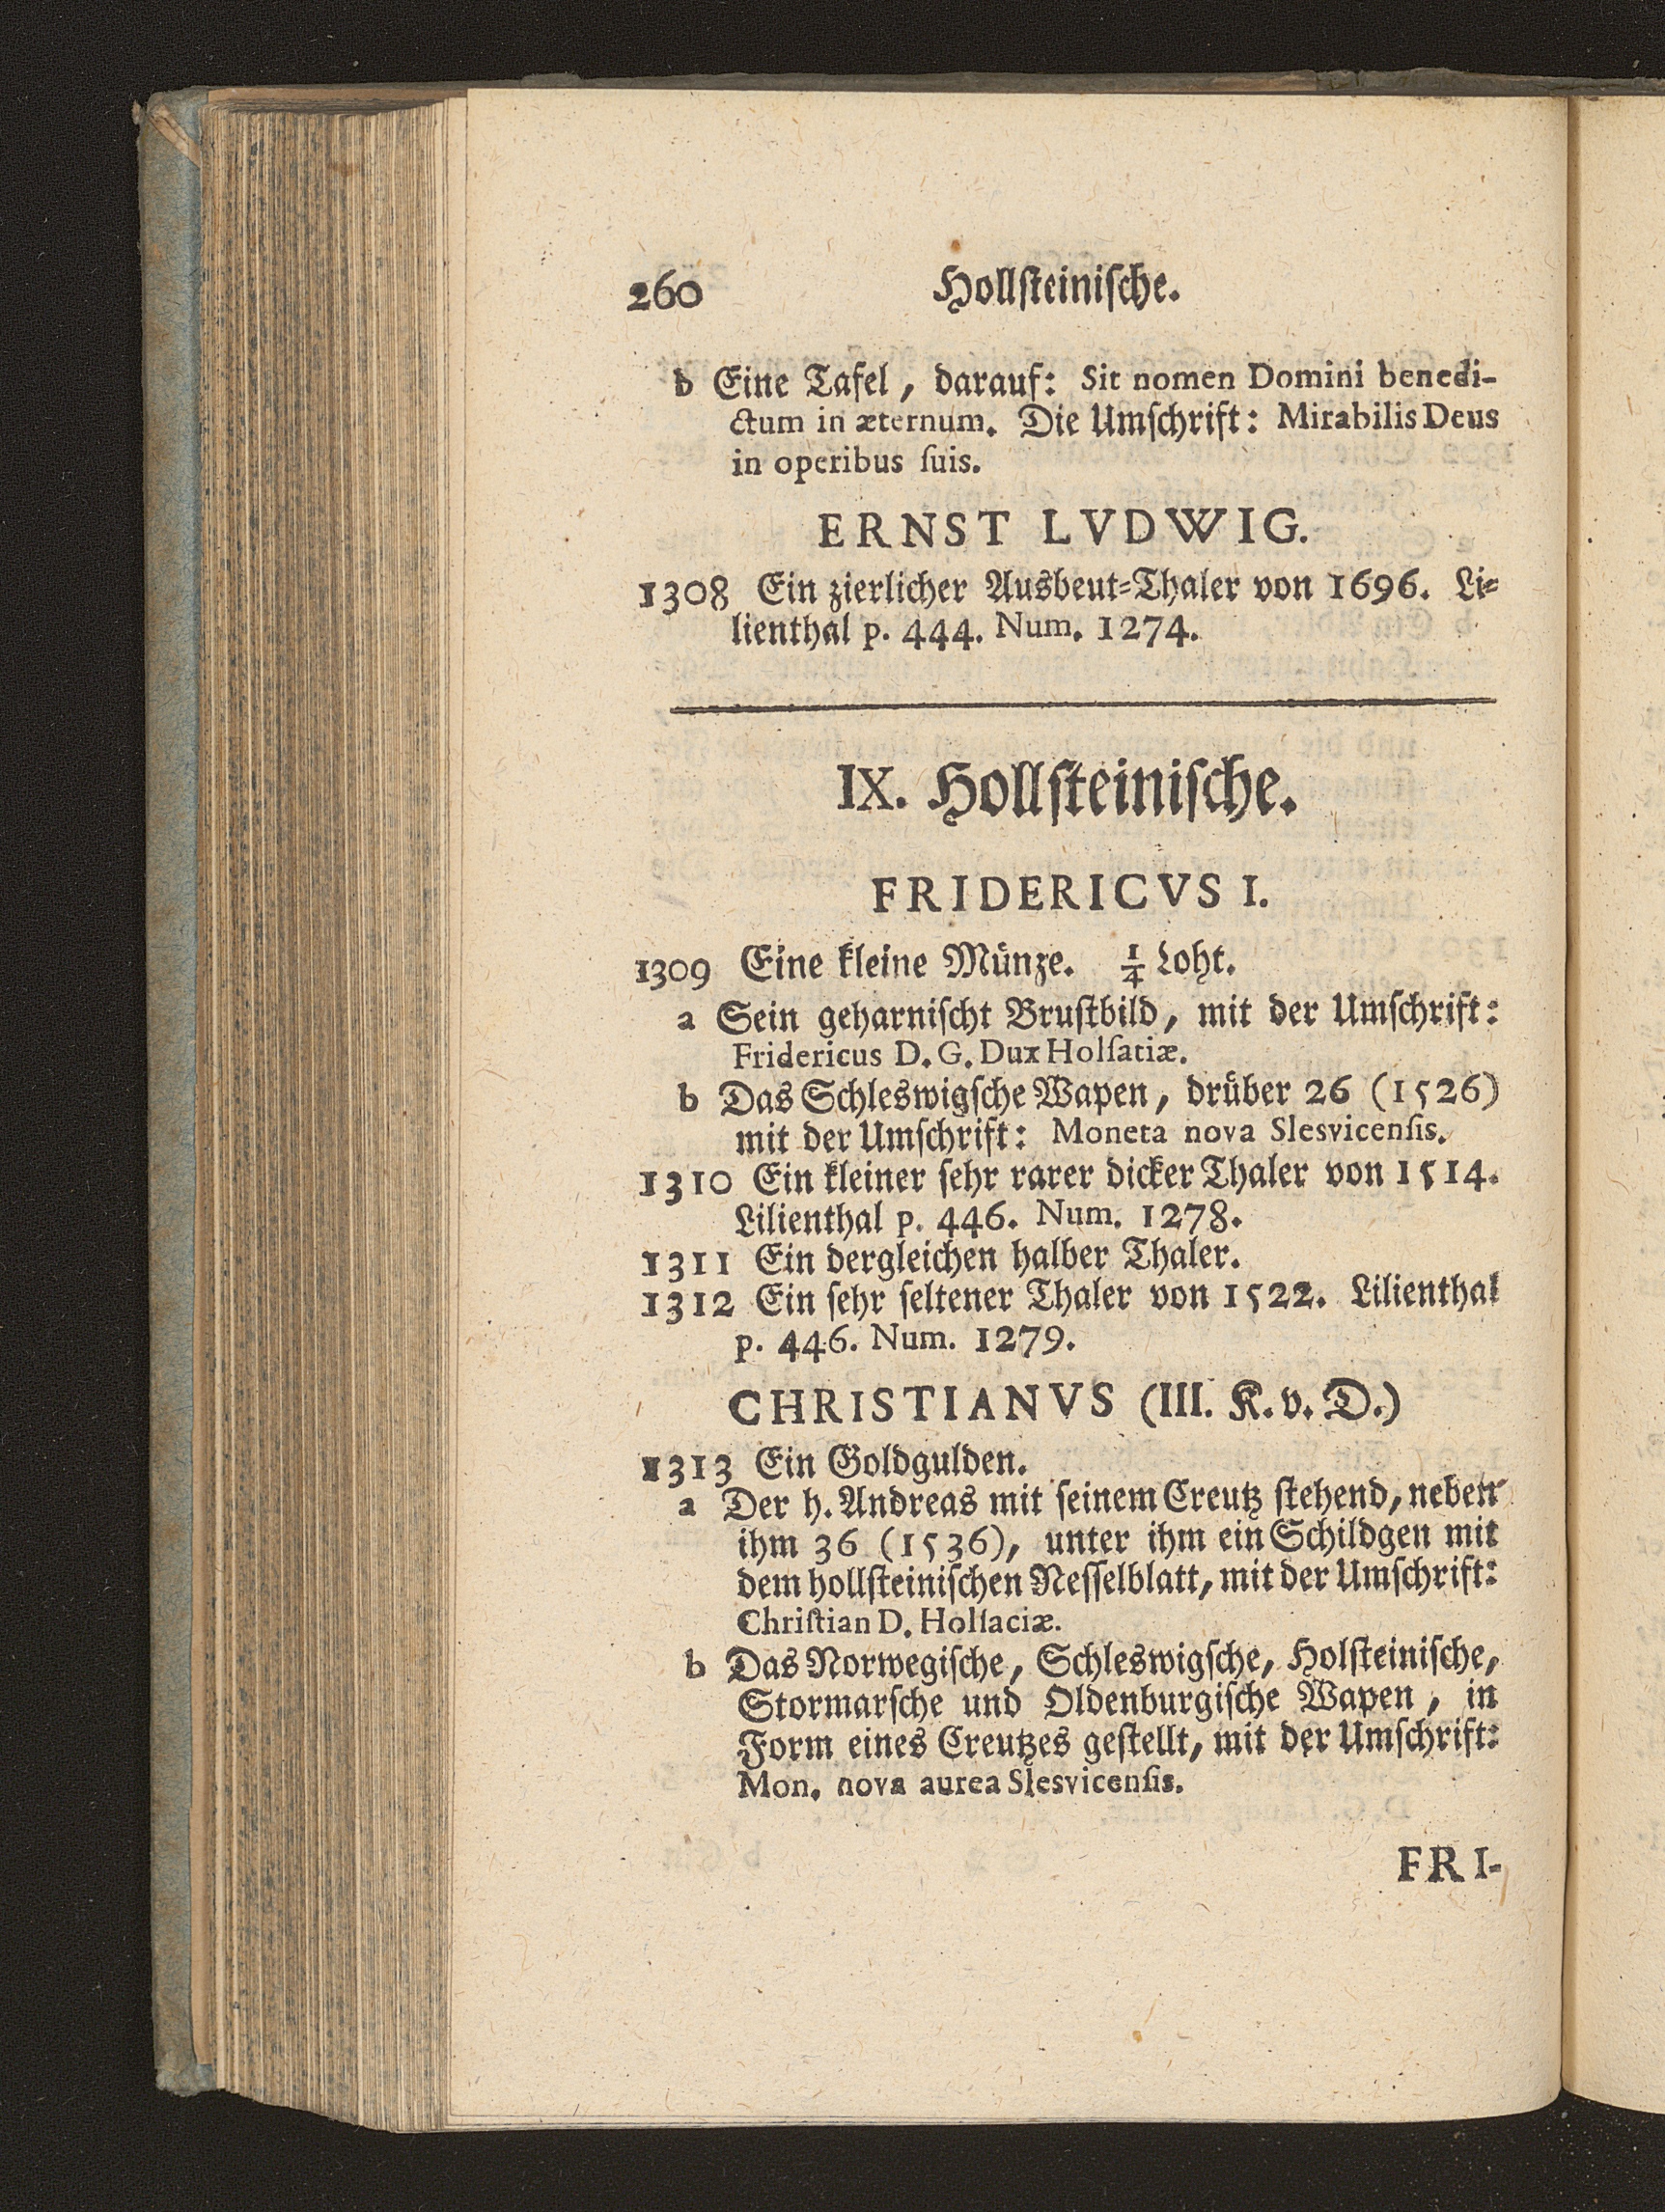 260 Hollſteiniſche.
b Eine Tafel, darauf: Sit nomen Domini benedi-
ctum in æternum. Die Umſchrift: Mirabilis Deus
in operibus ſuis.
ERNST LVDWIG.
1308 Ein zierlicher Ausbeut-Thaler von 1696. Li-
lienthal p. 444. Num. 1274.
IX. Hollſteiniſche.
FRIDERICVS I.
1309 Eine kleine Münze. 1/4 Loht.
a Sein geharniſcht Bruſtbild, mit der Umſchrift:
Fridericus D. G. Dux Holſatiæ.
b Das Schleswigſche Wapen, drüber 26 (1526)
mit der Umſchrift: Moneta nova Slesvicenſis.
1310 Ein kleiner ſehr rarer dicker Thaler von 1514.
Lilienthal p. 446. Num. 1278.
1311 Ein dergleichen halber Thaler.
1312 Ein ſehr ſeltener Thaler von 1522. Lilienthal
p. 446. Num. 1279.
CHRISTIANVS (III. K. v. D.)
1313 Ein Goldgulden.
a Der h. Andreas mit ſeinem Creutz ſtehend, neben
ihm 36 (1536), unter ihm ein Schildgen mit
dem hollſteiniſchen Neſſelblatt, mit der Umſchrift:
Chriſtian D. Holſaciæ.
b Das Norwegiſche, Schleswigſche, Holſteiniſche,
Stormarſche und Oldenburgiſche Wapen, in
Form eines Creutzes geſtellt, mit der Umſchrift:
Mon. nova aurea Slesvicenſis.
FRI-